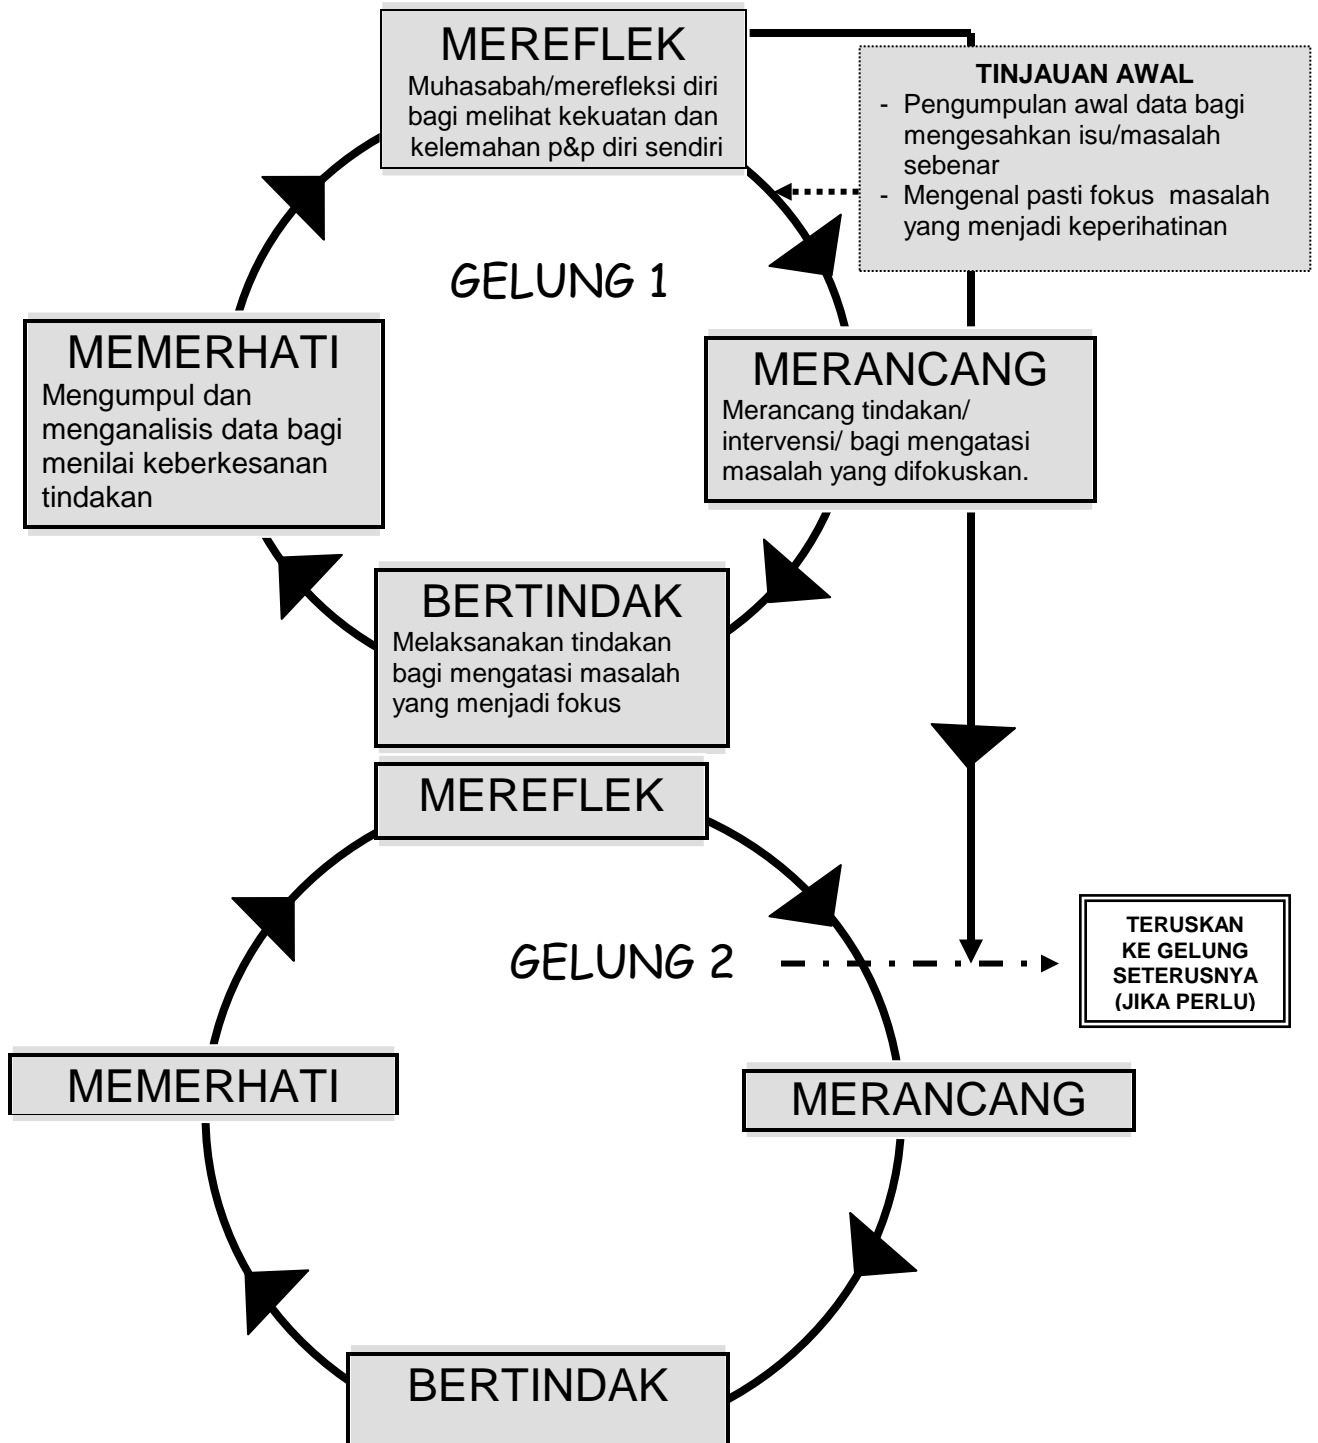 MEREFLEK
Muhasabah/merefleksi diri
bagi melihat kekuatan dan
kelemahan p&p diri sendiri
TINJAUAN AWAL
- Pengumpulan awal data bagi
mengesahkan isu/masalah
sebenar
- Mengenal pasti fokus masalah
yang menjadi keperihatinan
GELUNG 1
MEMERHATI
Mengumpul dan
menganalisis data bagi
menilai keberkesanan
tindakan
MERANCANG
Merancang tindakan/
intervensi/ bagi mengatasi
masalah yang difokuskan.
BERTINDAK
Melaksanakan tindakan
bagi mengatasi masalah
yang menjadi fokus
MEREFLEK
GELUNG 2
TERUSKAN
KE GELUNG
SETERUSNYA
(JIKA PERLU)
MEMERHATI
MERANCANG
BERTINDAK